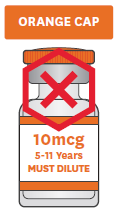 ORANGE CAP
10mcg
5-11 Years
MUST DILUTE